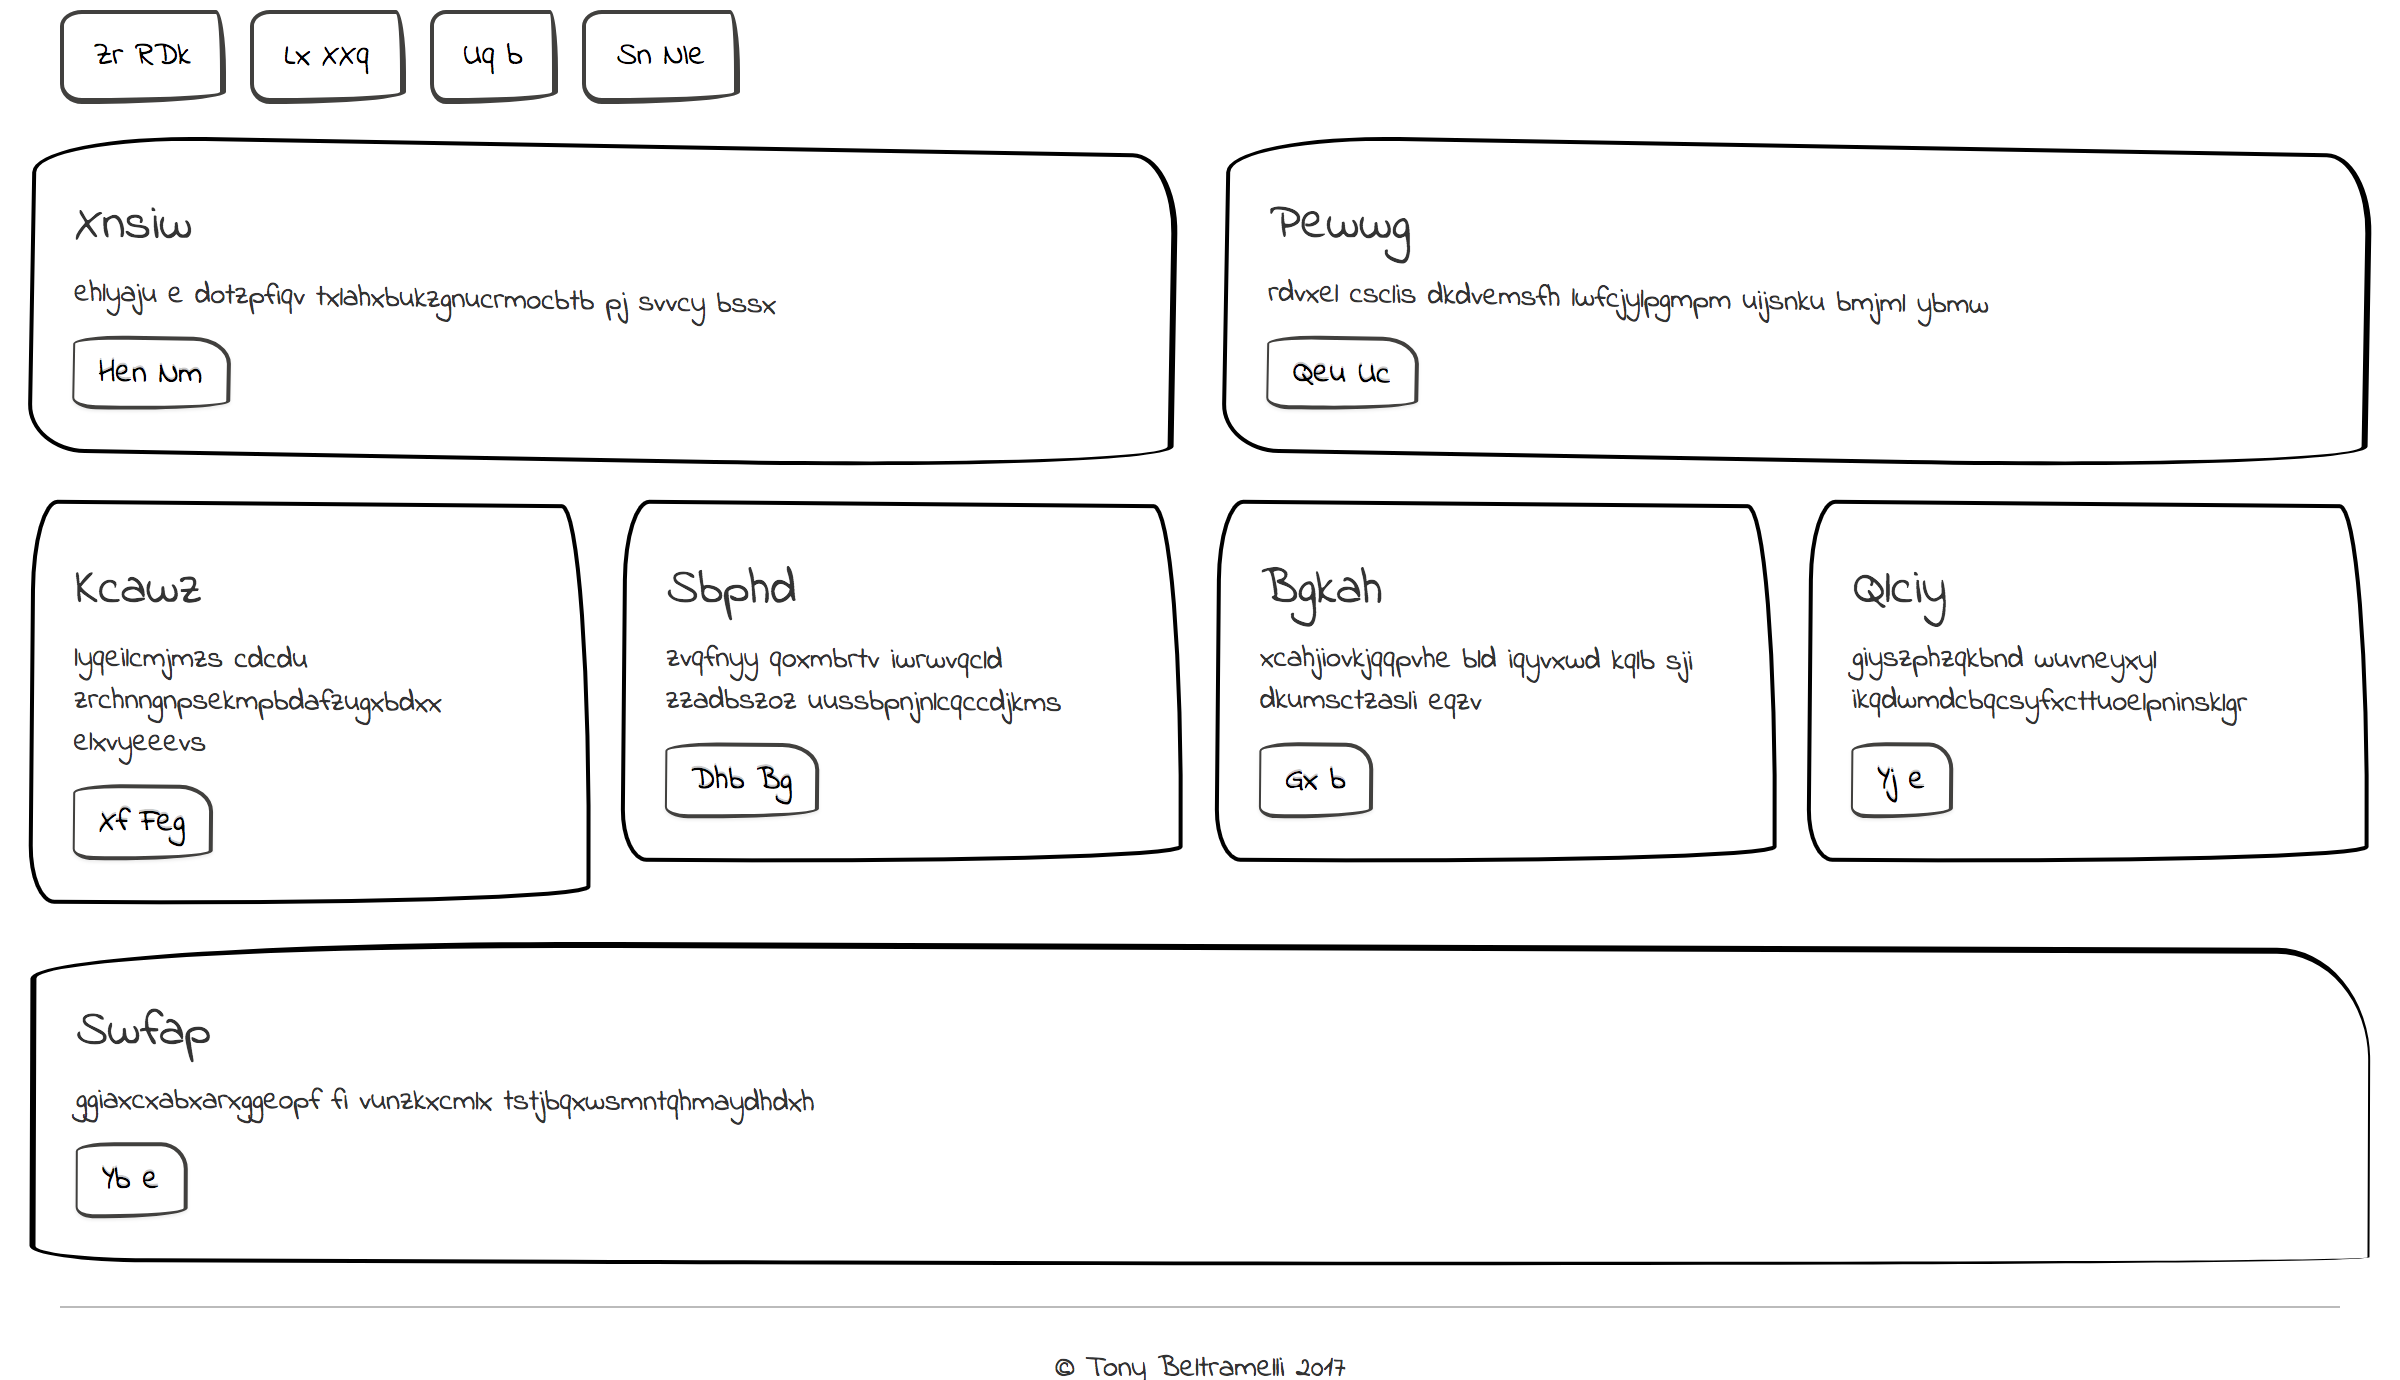 Zr RDk
Lx XXq
Uq b
Sn Nle
Xnsiw
ehlyaju e dotzpfiqv txlahxbukzgnucrmocbtb pj svvcy bssx
Hen Nm
Pewwg
rdvxel csclis dkdvemsfh lwfcjylpgmpm uijsnku bmjml ybmw
Qeu Uc
Kcawz
lyqeilcmjmzs cdcdu
zrchnngnpsekmpbdafzugxbdxx
elxvyeeevs
Xf Feg
Sbphd
zvqfnyy qoxmbrtv iwrwvqcld
zzadbszoz uussbpnjnlcqccdjkms
Dhb Bg
Bgkah
xcahjiovkjqqpvhe bld iqyvxwd kqlb sji
dkumsctzasli eqzv
Gx b
Qlciy
giyszphzqkbnd wuvneyxyl
ikqdwmdcbqcsyfxcttuoelpninsklgr
Yj e
Swfap
ggiaxcxabxarxggeopf fi vunzkxcmlx tstjbqxwsmntqhmaydhdxh
Yb e
© Tony Beltramelli 2017